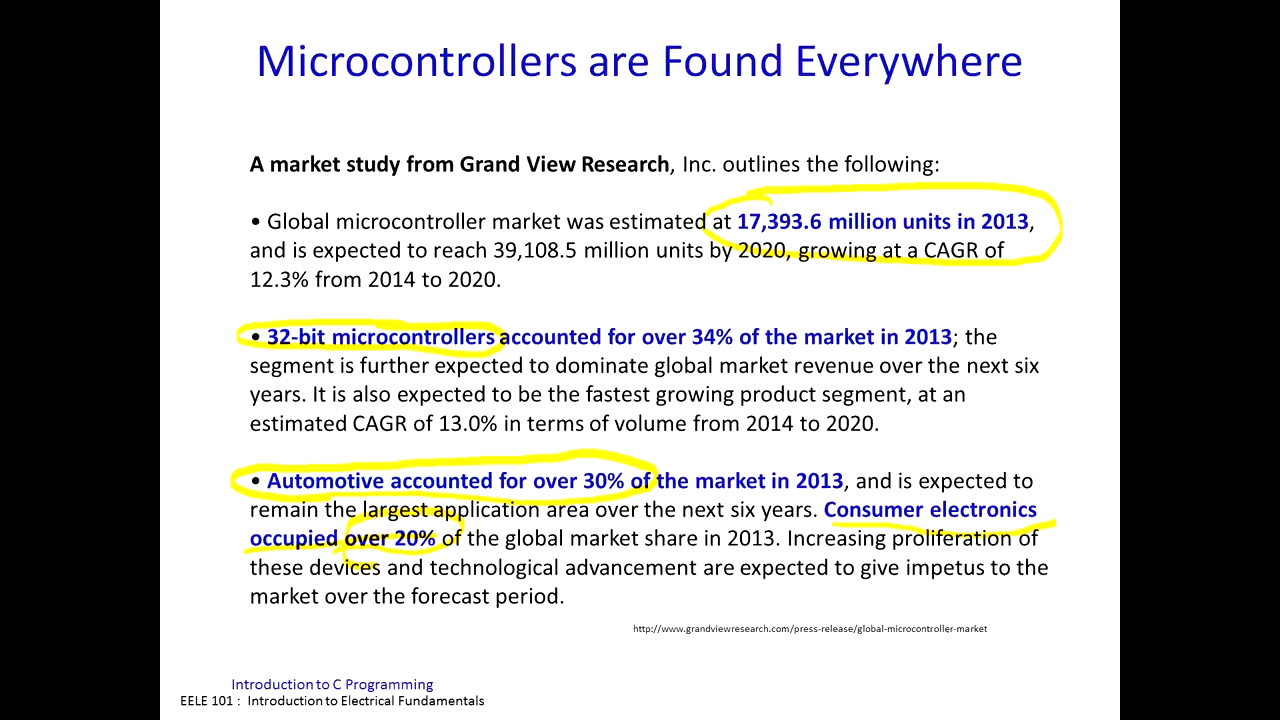 Microcontrollers are Found Everywhere
A market study from Grand View Research, Inc. outlines the following:
• Global microcontroller market was estimated at 17,393.6 million units in 2013,
and is expected to reach 39,108.5 million units by 2020, growing at a CAGR of
12.3% from 2014 to 2020.
• 32-bit microcontrollers accounted for over 34% of the market in 2013; the
segment is further expected to dominate global market revenue over the next six
years. It is also expected to be the fastest growing product segment, at an
estimated CAGR of 13.0% in terms of volume from 2014 to 2020.
• Automotive accounted for over 30% of the market in 2013, and is expected to
remain the largest application area over the next six years. Consumer electronics
occupied over 20% of the global market share in 2013. Increasing proliferation of
these devices and technological advancement are expected to give impetus to the
market over the forecast period.
http://www.grandviewresearch.com/press-release/global-microcontroller-market
Introduction to C Programming
EELE 101 : Introduction to Electrical Fundamentals